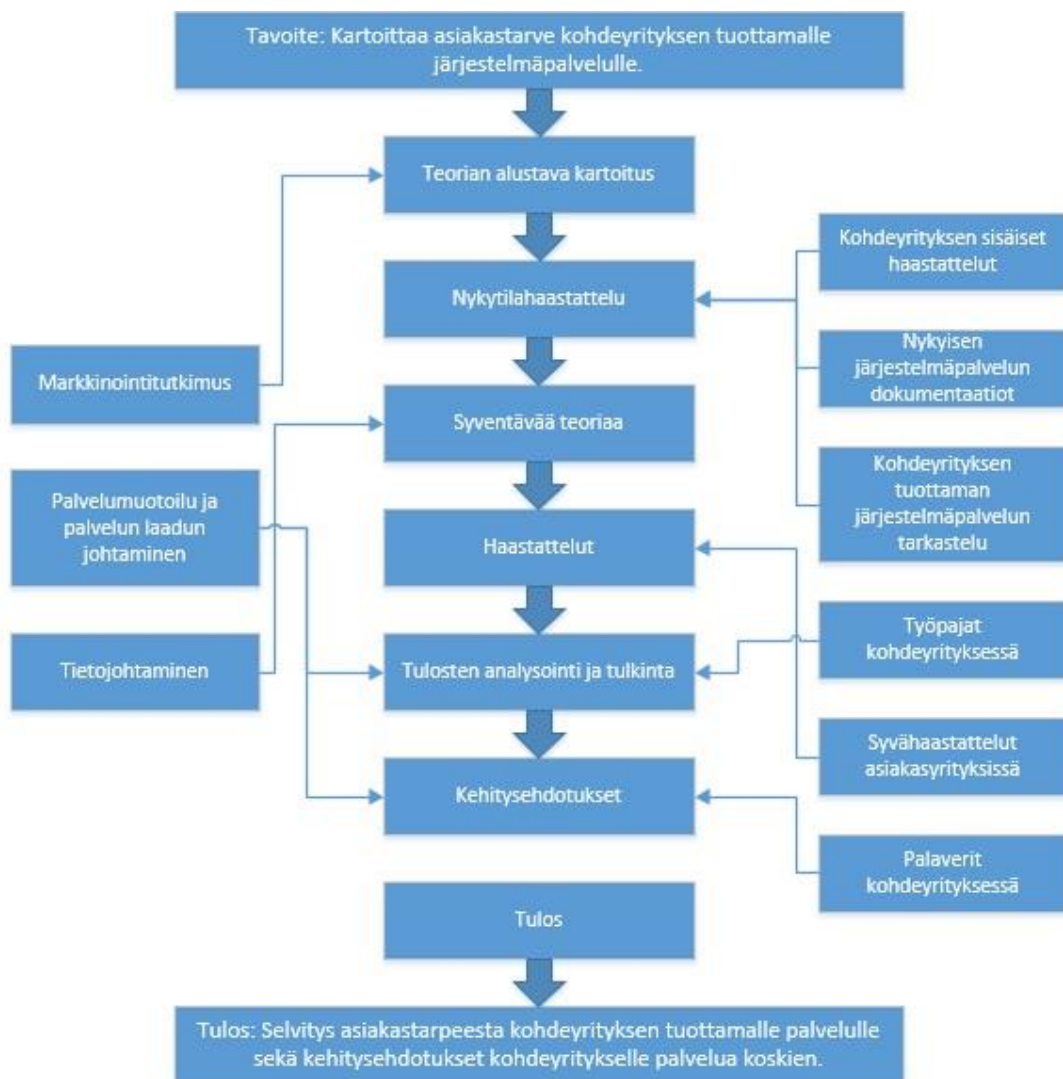 Tavoite: Kartoittaa asiakastarve kohdeyrityksen tuottamalle
järjestelmäpalvelulle.
Teorian alustava kartoitus
Kohdeyrityksen sisäiset
haastattelut
Nykytilahaastattelu
Markkinointitutkimus
Nykyisen
järjestelmäpalvelun
dokumentaatiot
Syventävää teoriaa
Palvelumuotoilu ja
palvelun laadun
johtaminen
Kohdeyrityksen
tuottaman
järjestelmäpalvelun
tarkastelu
Haastattelut
Tietojohtaminen
Työpajat
kohdeyrityksessä
Tulosten analysointi ja tulkinta
Syvähaastattelut
asiakasyrityksissä
Kehitysehdotukset
Palaverit
kohdeyrityksessä
Tulos
Tulos: Selvitys asiakastarpeesta kohdeyrityksen tuottamalle palvelulle
sekä kehitysehdotukset kohdeyritykselle palvelua koskien.